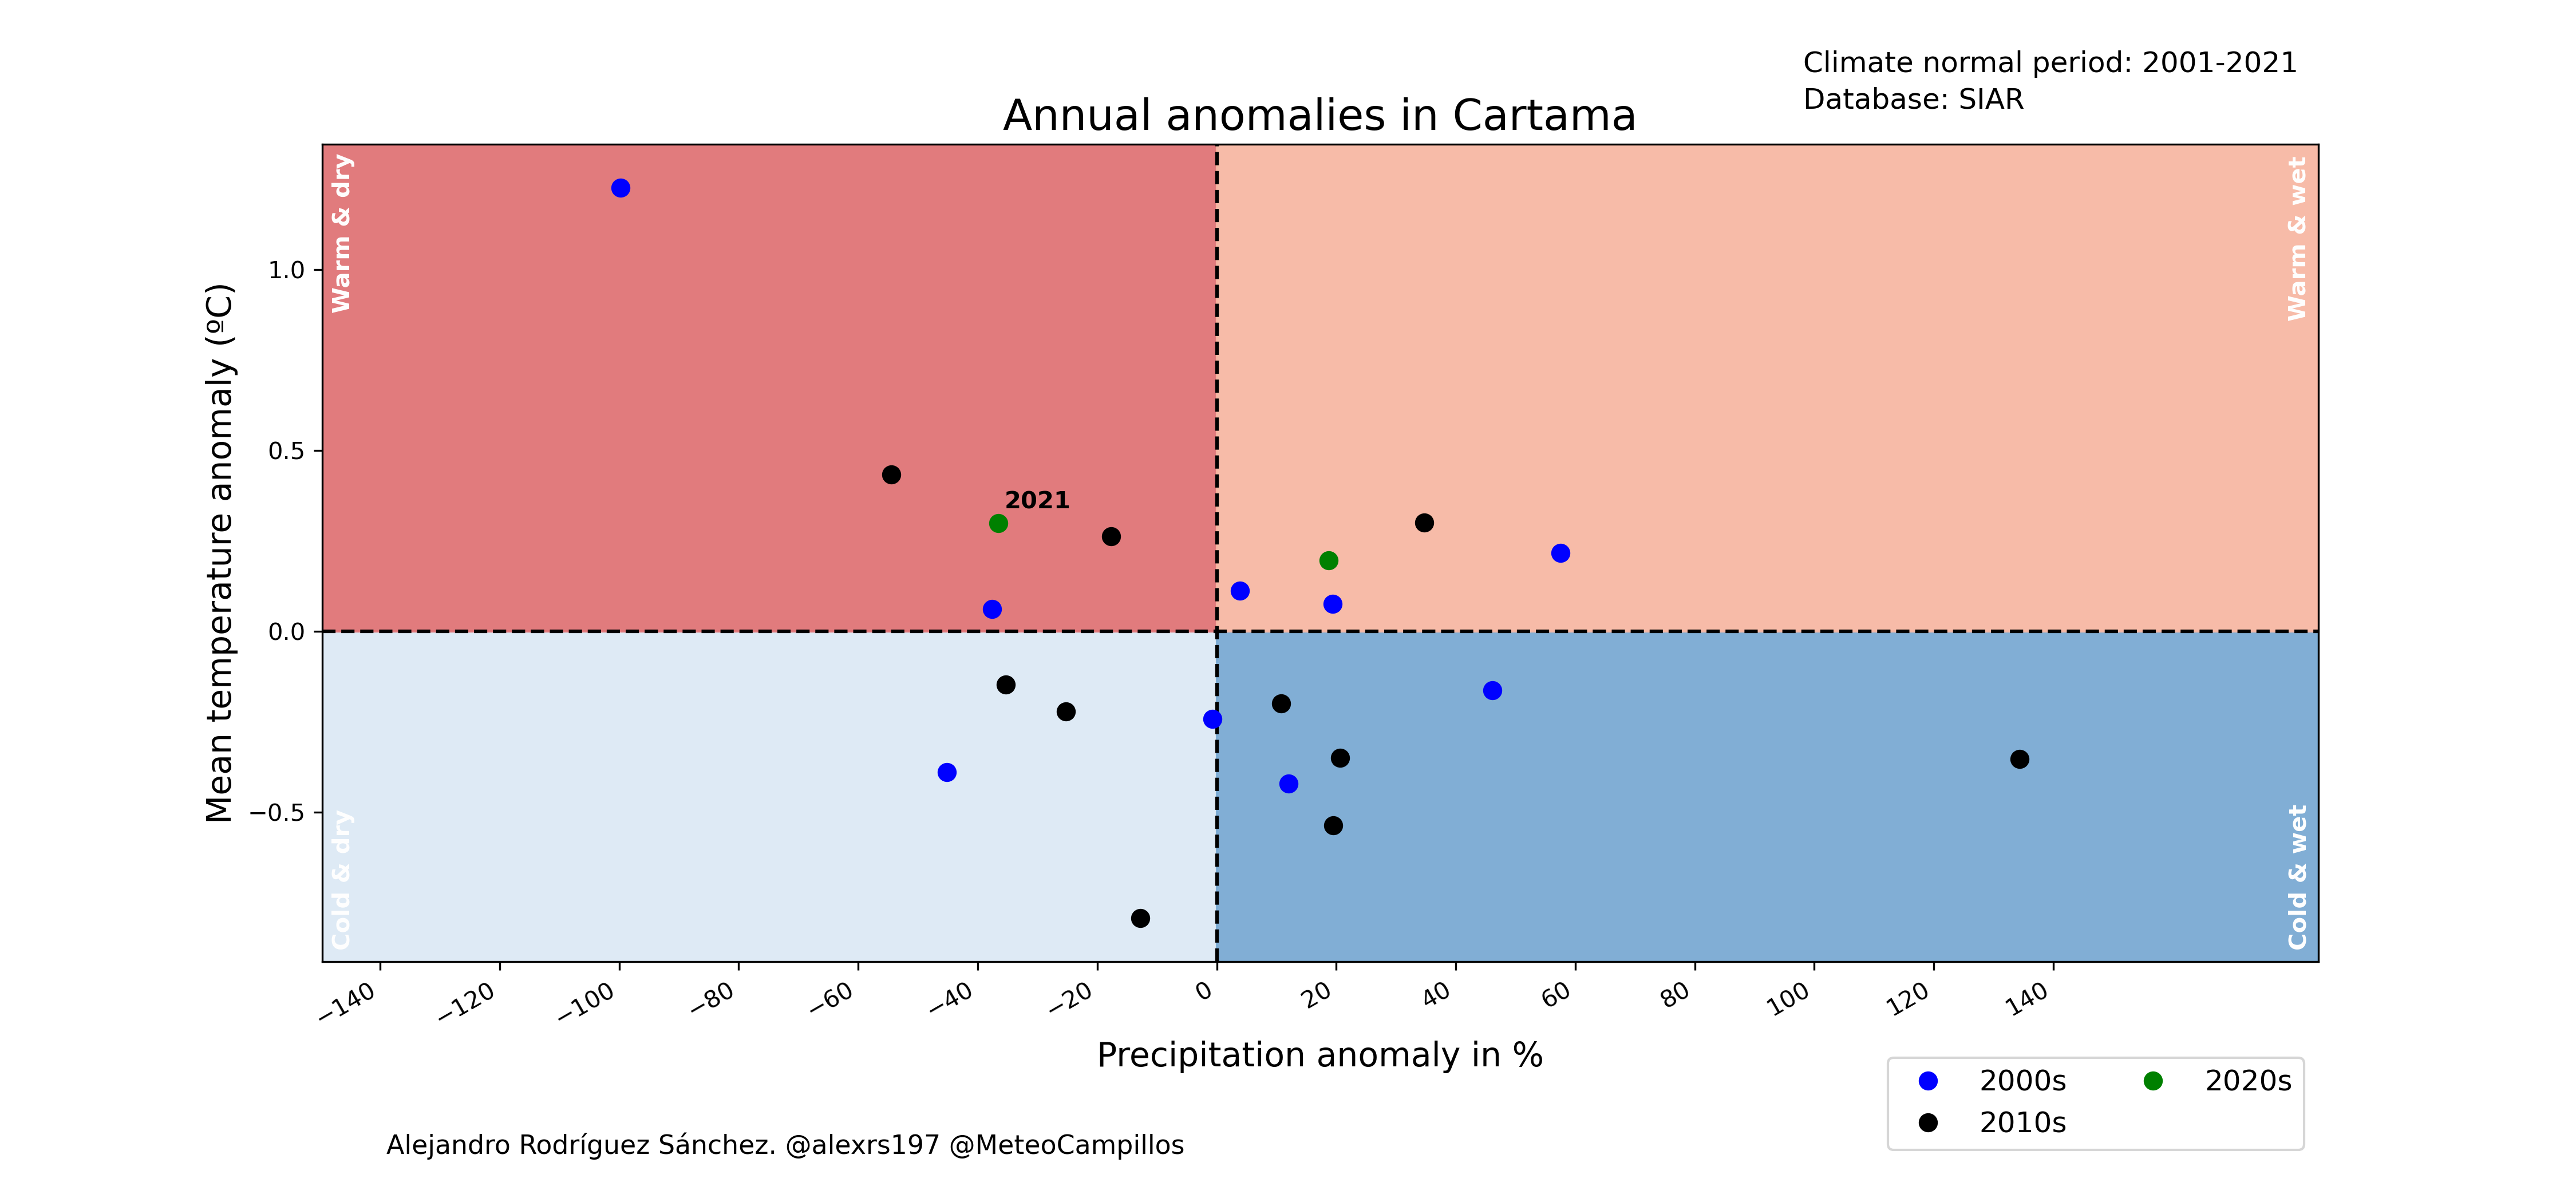 Climate normal period: 2001-2021
Database: SIAR
Annual anomalies in Cartama
Warm & dry
Warm & wet
Mean temperature anomaly (ºC)
1.0
0.5
2021
0.0
−0.5
Cold & dry
Cold & wet
−140 −120 −100 −80 −60 −40 −20 0 20 40 60 80 100 120 140
Precipitation anomaly in %
2000s 2020s
2010s
Alejandro Rodríguez Sánchez. @alexrs197 @MeteoCampillos